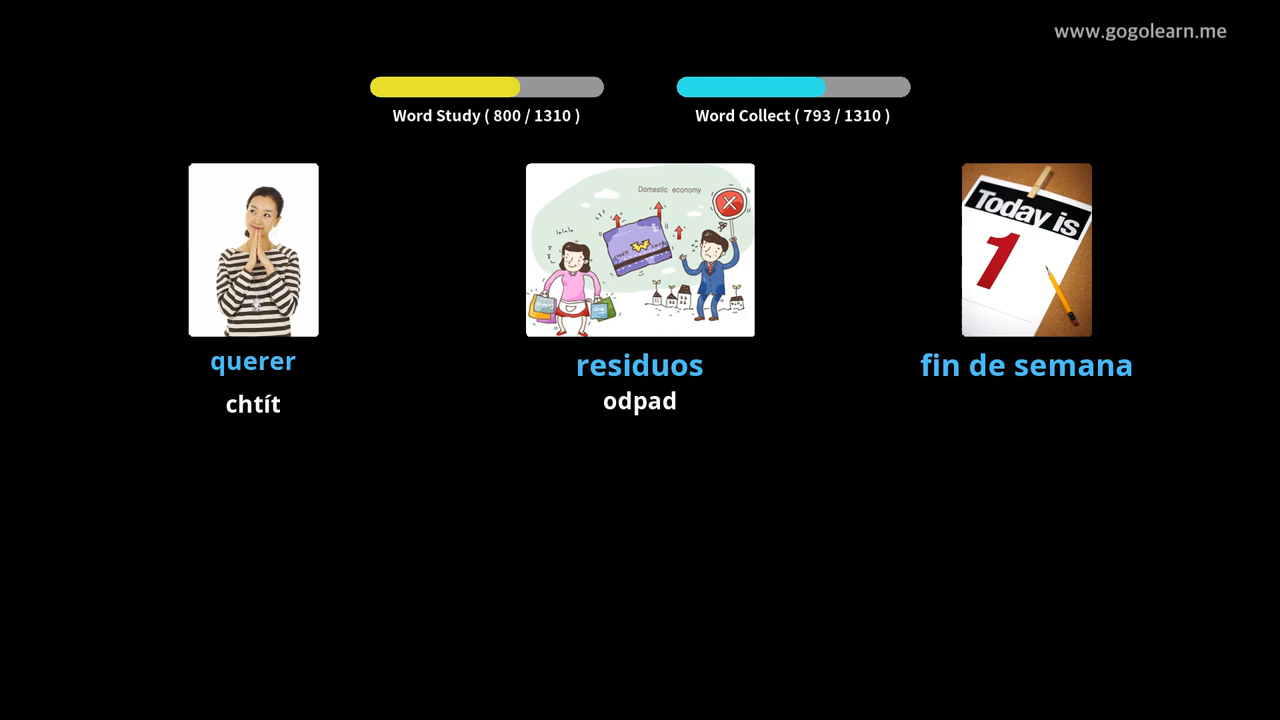 www.gogolearn.me
Word Study ( 800 / 1310 )
Word Collect ( 793 / 1310 )
Domestic economy
lalala
Today is
1
querer
residuos
fin de semana
chtít
odpad